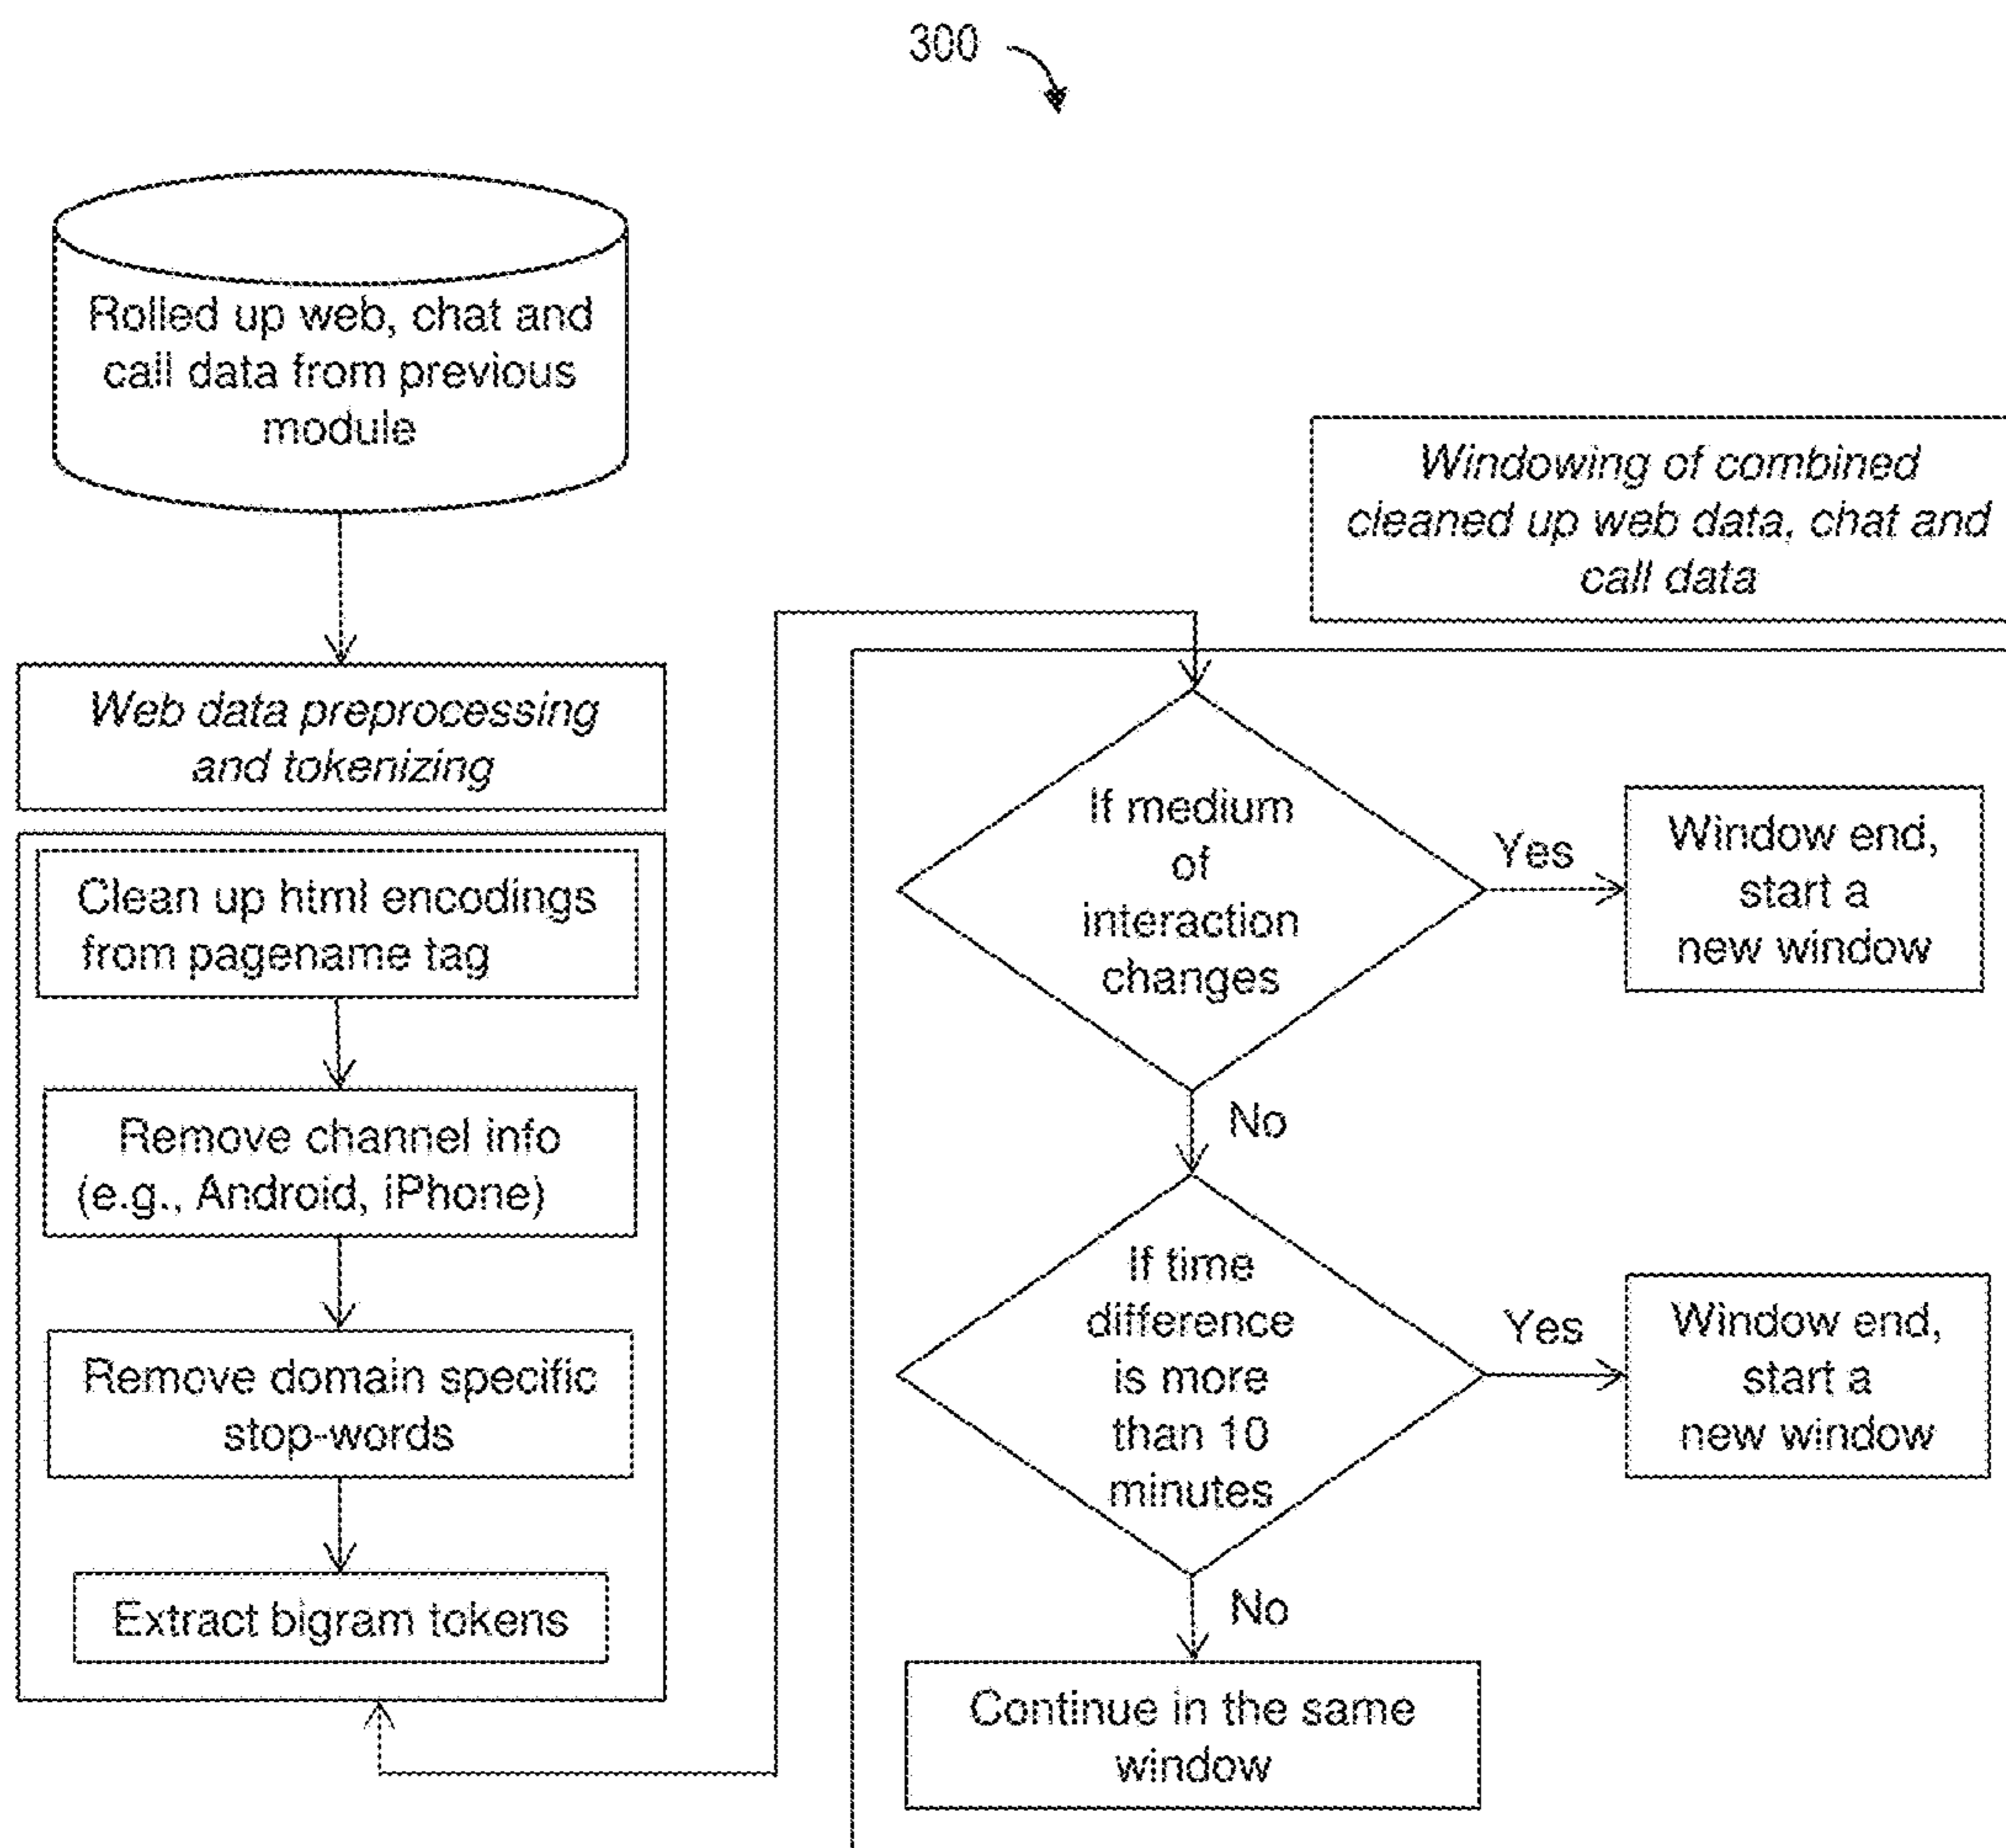 300
Rolled up web, chat and
call data from previous
module
Web data preprocessing
and tokenizing
Clean up html encodings
from pagename tag
Remove channel info
(e.g., Android, iPhone)
Remove domain specific
stop-words
Extract bigram tokens
Windowing of combined
cleaned up web data, chat and
call data
If medium
of
interaction
changes
Yes
Window end,
start a
new window
No
If time
difference
is more
than 10
minutes
Yes
Window end,
start a
new window
No
Continue in the same
window